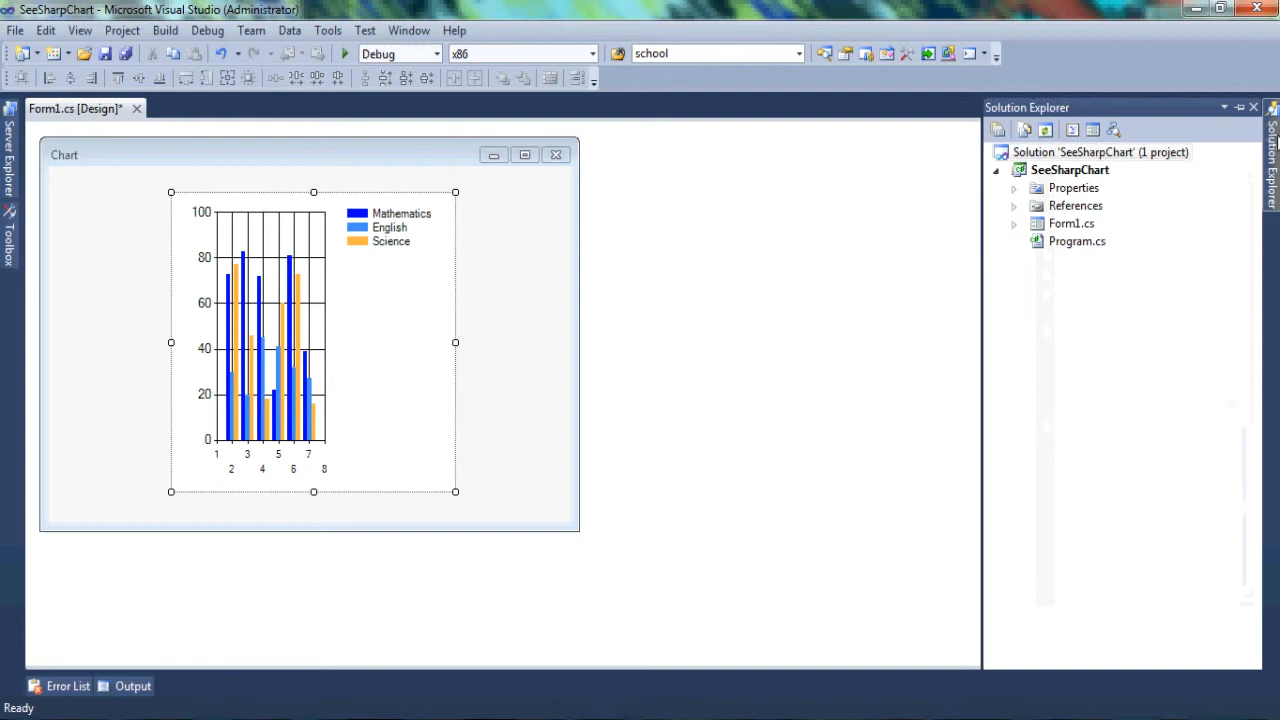 SeeSharpChart - Microsoft Visual Studio (Administrator)
File Edit View Project Build Debug Team Data Tools Test Window Help
Debug x86 school
Form1.cs [Design]*
Server Explorer
Toolbox
Chart
100
80
60
40
20
0
1 3 5 7
2 4 6 8
Mathematics
English
Science
Solution Explorer
Solution 'SeeSharpChart' (1 project)
SeeSharpChart
Properties
References
Form1.cs
Program.cs
Solution Explorer
Error List Output
Ready